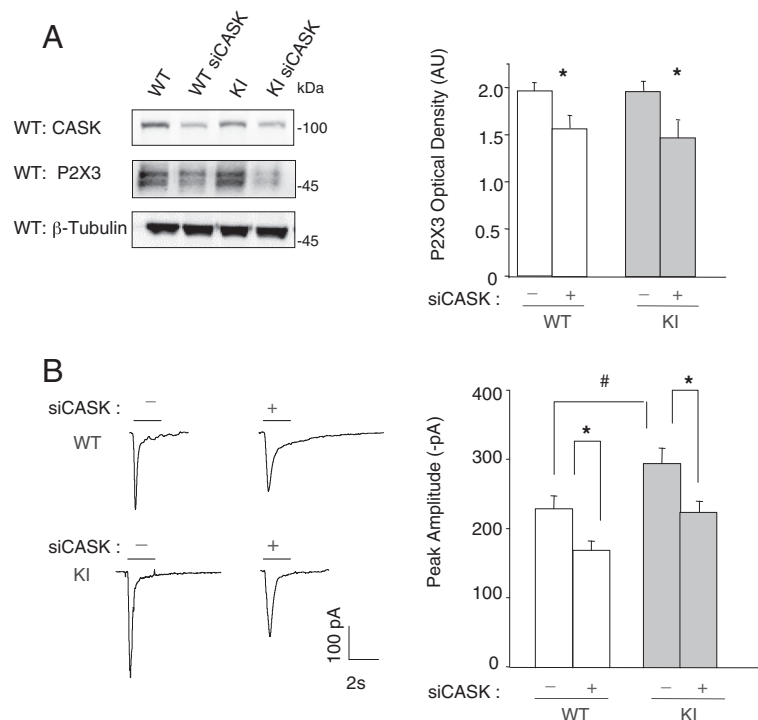 A
WT
WT siCASK
KI
KI siCASK
kDa
WT: CASK
-100
WT: P2X3
-45
WT: β-Tubulin
-45
P2X3 Optical Density (AU)
2.0
1.5
1.0
0.5
0
* *
siCASK : − + − +
WT KI
B
siCASK : − +
WT
siCASK : − +
KI
100 pA
2s
Peak Amplitude (-pA)
400
300
200
100
0
# * *
siCASK : − + − +
WT KI